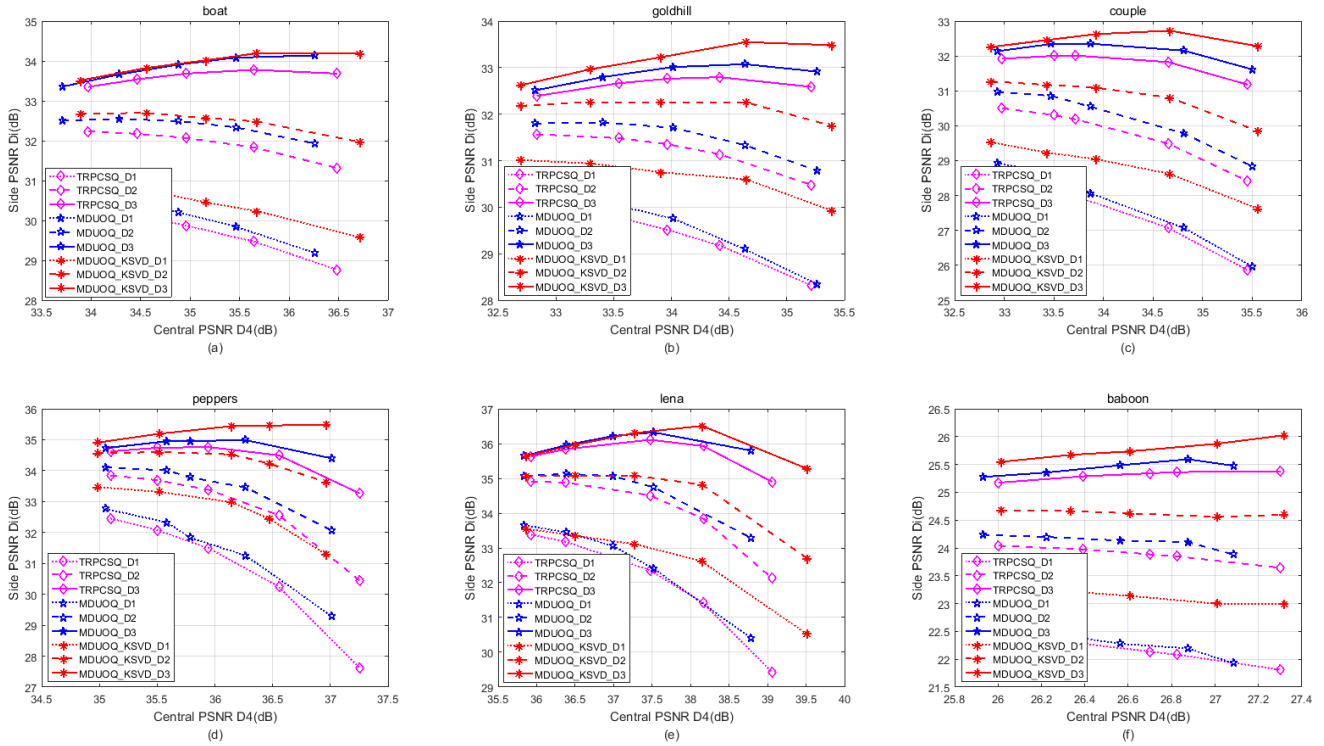 boat
35
34
33
32
31
30
29
28
Side PSNR Di(dB)
TRPCSQ_D1
TRPCSQ_D2
TRPCSQ_D3
MDUOQ_D1
MDUOQ_D2
MDUOQ_D3
MDUOQ_KSVD_D1
MDUOQ_KSVD_D2
MDUOQ_KSVD_D3
33.5 34 34.5 35 35.5 36 36.5 37
Central PSNR D4(dB)
(a)
goldhill
34
33
32
31
30
29
28
Side PSNR Di(dB)
TRPCSQ_D1
TRPCSQ_D2
TRPCSQ_D3
MDUOQ_D1
MDUOQ_D2
MDUOQ_D3
MDUOQ_KSVD_D1
MDUOQ_KSVD_D2
MDUOQ_KSVD_D3
32.5 33 33.5 34 34.5 35 35.5
Central PSNR D4(dB)
(b)
couple
33
32
31
30
29
28
27
26
25
Side PSNR Di(dB)
TRPCSQ_D1
TRPCSQ_D2
TRPCSQ_D3
MDUOQ_D1
MDUOQ_D2
MDUOQ_D3
MDUOQ_KSVD_D1
MDUOQ_KSVD_D2
MDUOQ_KSVD_D3
32.5 33 33.5 34 34.5 35 35.5 36
Central PSNR D4(dB)
(c)
peppers
36
35
34
33
32
31
30
29
28
27
Side PSNR Di(dB)
TRPCSQ_D1
TRPCSQ_D2
TRPCSQ_D3
MDUOQ_D1
MDUOQ_D2
MDUOQ_D3
MDUOQ_KSVD_D1
MDUOQ_KSVD_D2
MDUOQ_KSVD_D3
34.5 35 35.5 36 36.5 37 37.5
Central PSNR D4(dB)
(d)
lena
37
36
35
34
33
32
31
30
29
Side PSNR Di(dB)
TRPCSQ_D1
TRPCSQ_D2
TRPCSQ_D3
MDUOQ_D1
MDUOQ_D2
MDUOQ_D3
MDUOQ_KSVD_D1
MDUOQ_KSVD_D2
MDUOQ_KSVD_D3
35.5 36 36.5 37 37.5 38 38.5 39 39.5 40
Central PSNR D4(dB)
(e)
baboon
26.5
26
25.5
25
24.5
24
23.5
23
22.5
22
21.5
Side PSNR Di(dB)
TRPCSQ_D1
TRPCSQ_D2
TRPCSQ_D3
MDUOQ_D1
MDUOQ_D2
MDUOQ_D3
MDUOQ_KSVD_D1
MDUOQ_KSVD_D2
MDUOQ_KSVD_D3
25.8 26 26.2 26.4 26.6 26.8 27 27.2 27.4
Central PSNR D4(dB)
(f)